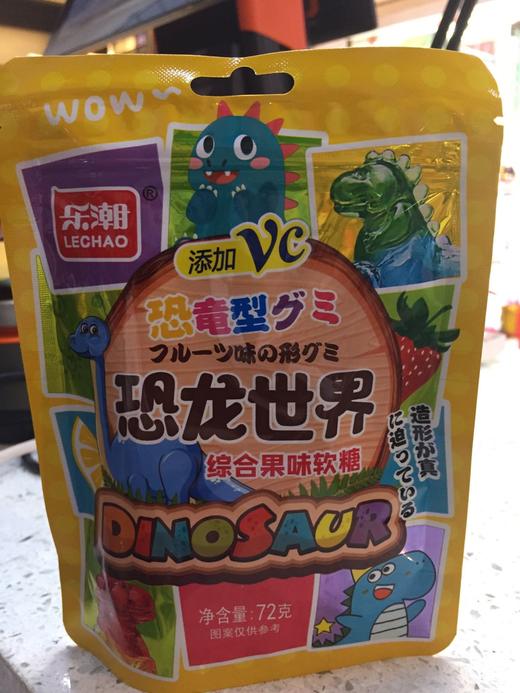 WOW~
乐潮®
LECHAO
添加VC
恐竜型グミ
フルーツ味の形グミ
恐龙世界
综合果味软糖
造形が真
に迫っている
DINOSAUR
净含量:72克
图案仅供参考